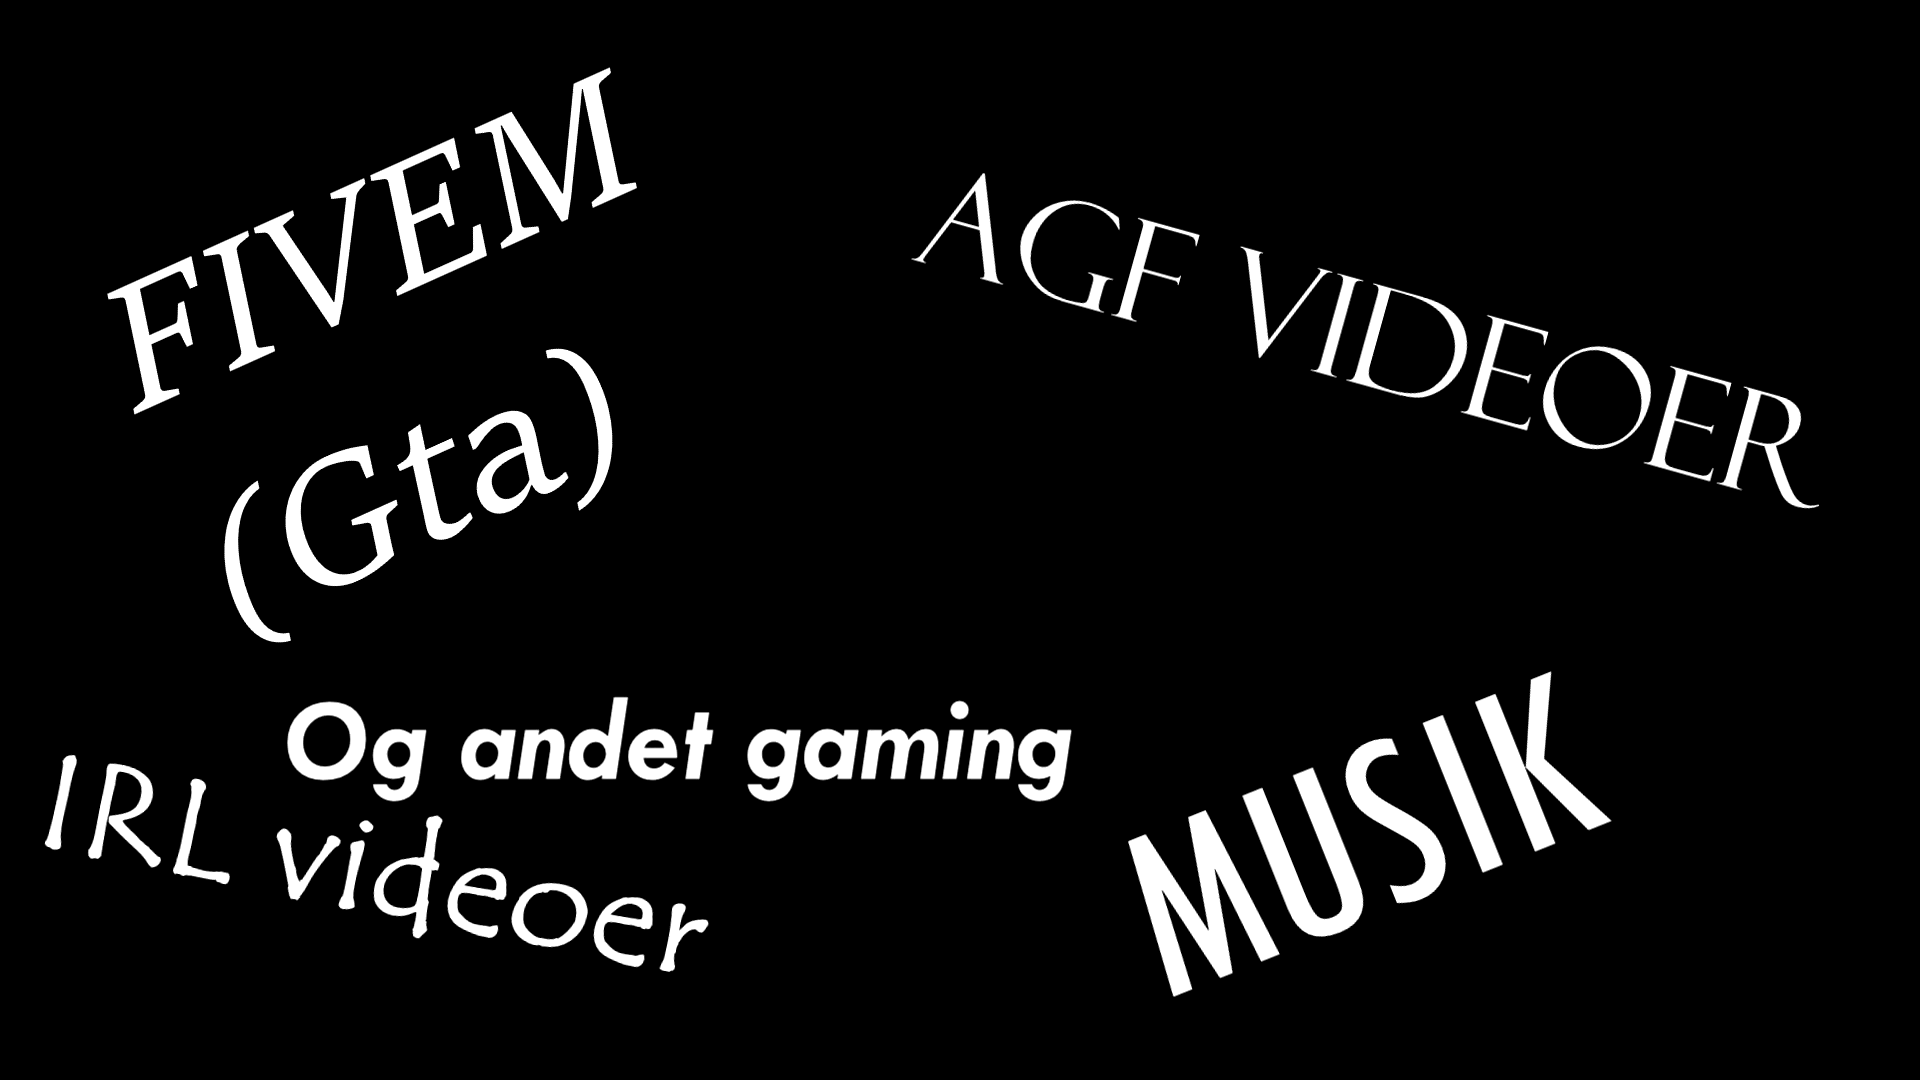 FIVEM
(Gta)
AGF VIDEOER
Og andet gaming
IRL videoer
MUSIK